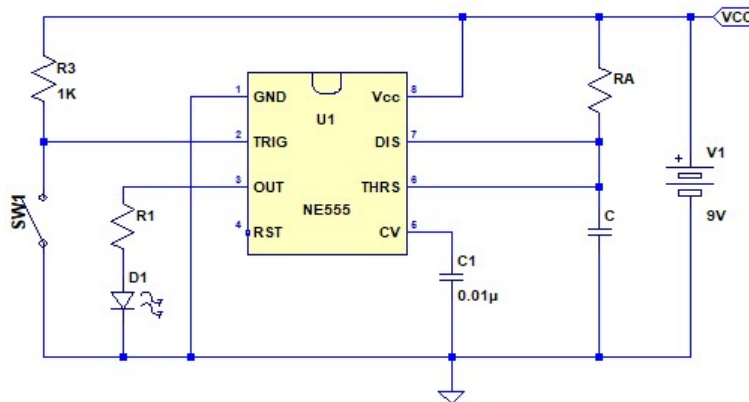 VCC
R3
1K
RA
1 GND
Vcc 8
U1
2 TRIG
DIS 7
V1
+
3 OUT
THRS 6
SW1
R1
NE555
C
9V
4 RST
CV 5
D1
C1
0.01µ